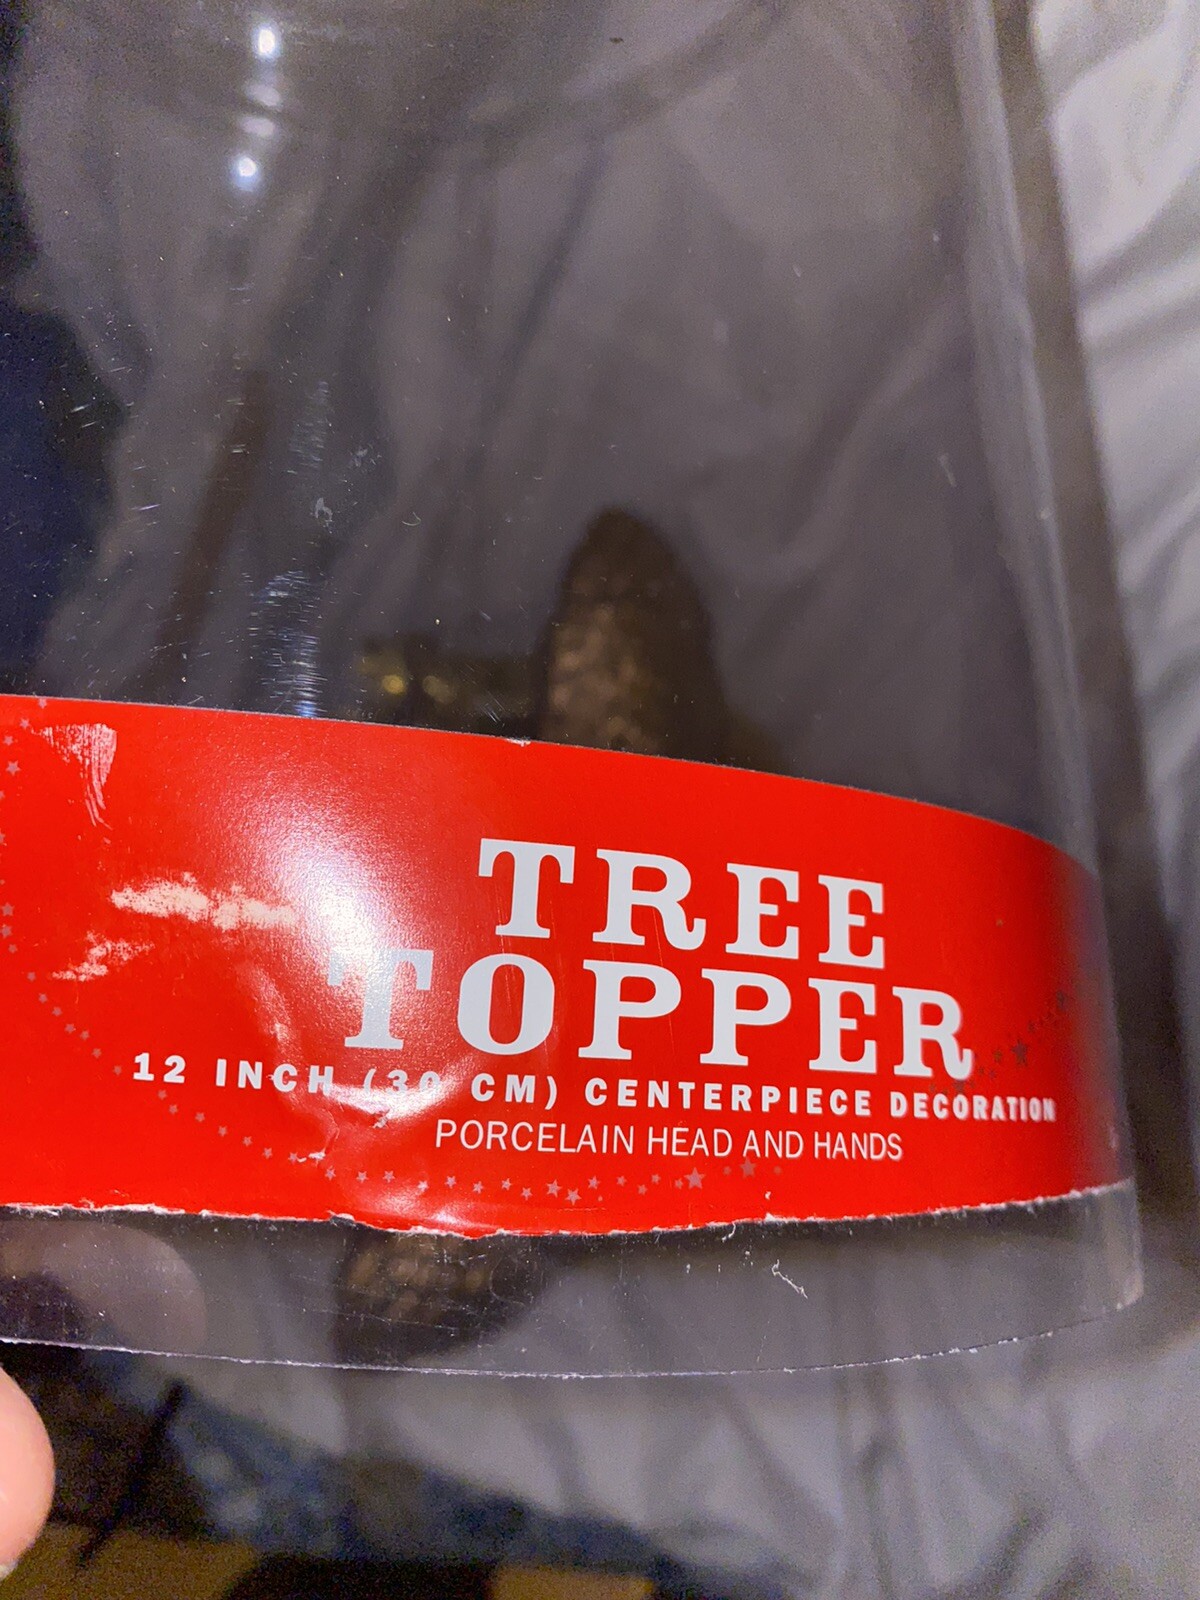 TREE
TOPPER
12 INCH (30 CM) CENTERPIECE DECORATION
PORCELAIN HEAD AND HANDS